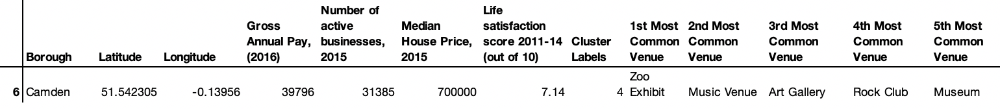 Number of Life
Gross active Median satisfaction 1st Most 2nd Most 3rd Most 4th Most 5th Most
Annual Pay, businesses, House Price, score 2011-14 Cluster Common Common Common Common Common
Borough Latitude Longitude (2016) 2015 2015 (out of 10) Labels Venue Venue Venue Venue Venue
Zoo
6 Camden 51.542305 -0.13956 39796 31385 700000 7.14 4 Exhibit Music Venue Art Gallery Rock Club Museum